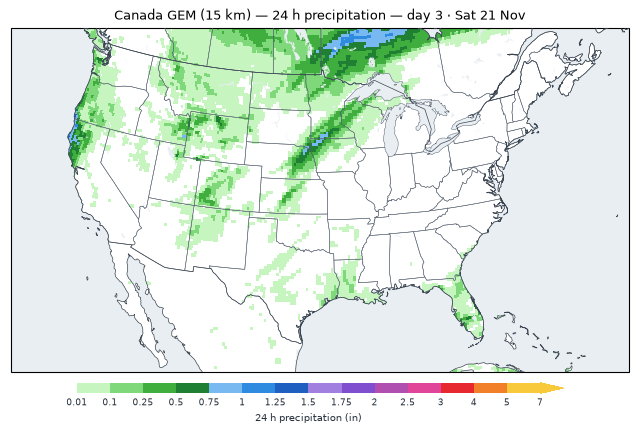 Canada GEM (15 km) — 24 h precipitation — day 3 · Sat 21 Nov
0.01 0.1 0.25 0.5 0.75 1 1.25 1.5 1.75 2 2.5 3 4 5 7
24 h precipitation (in)